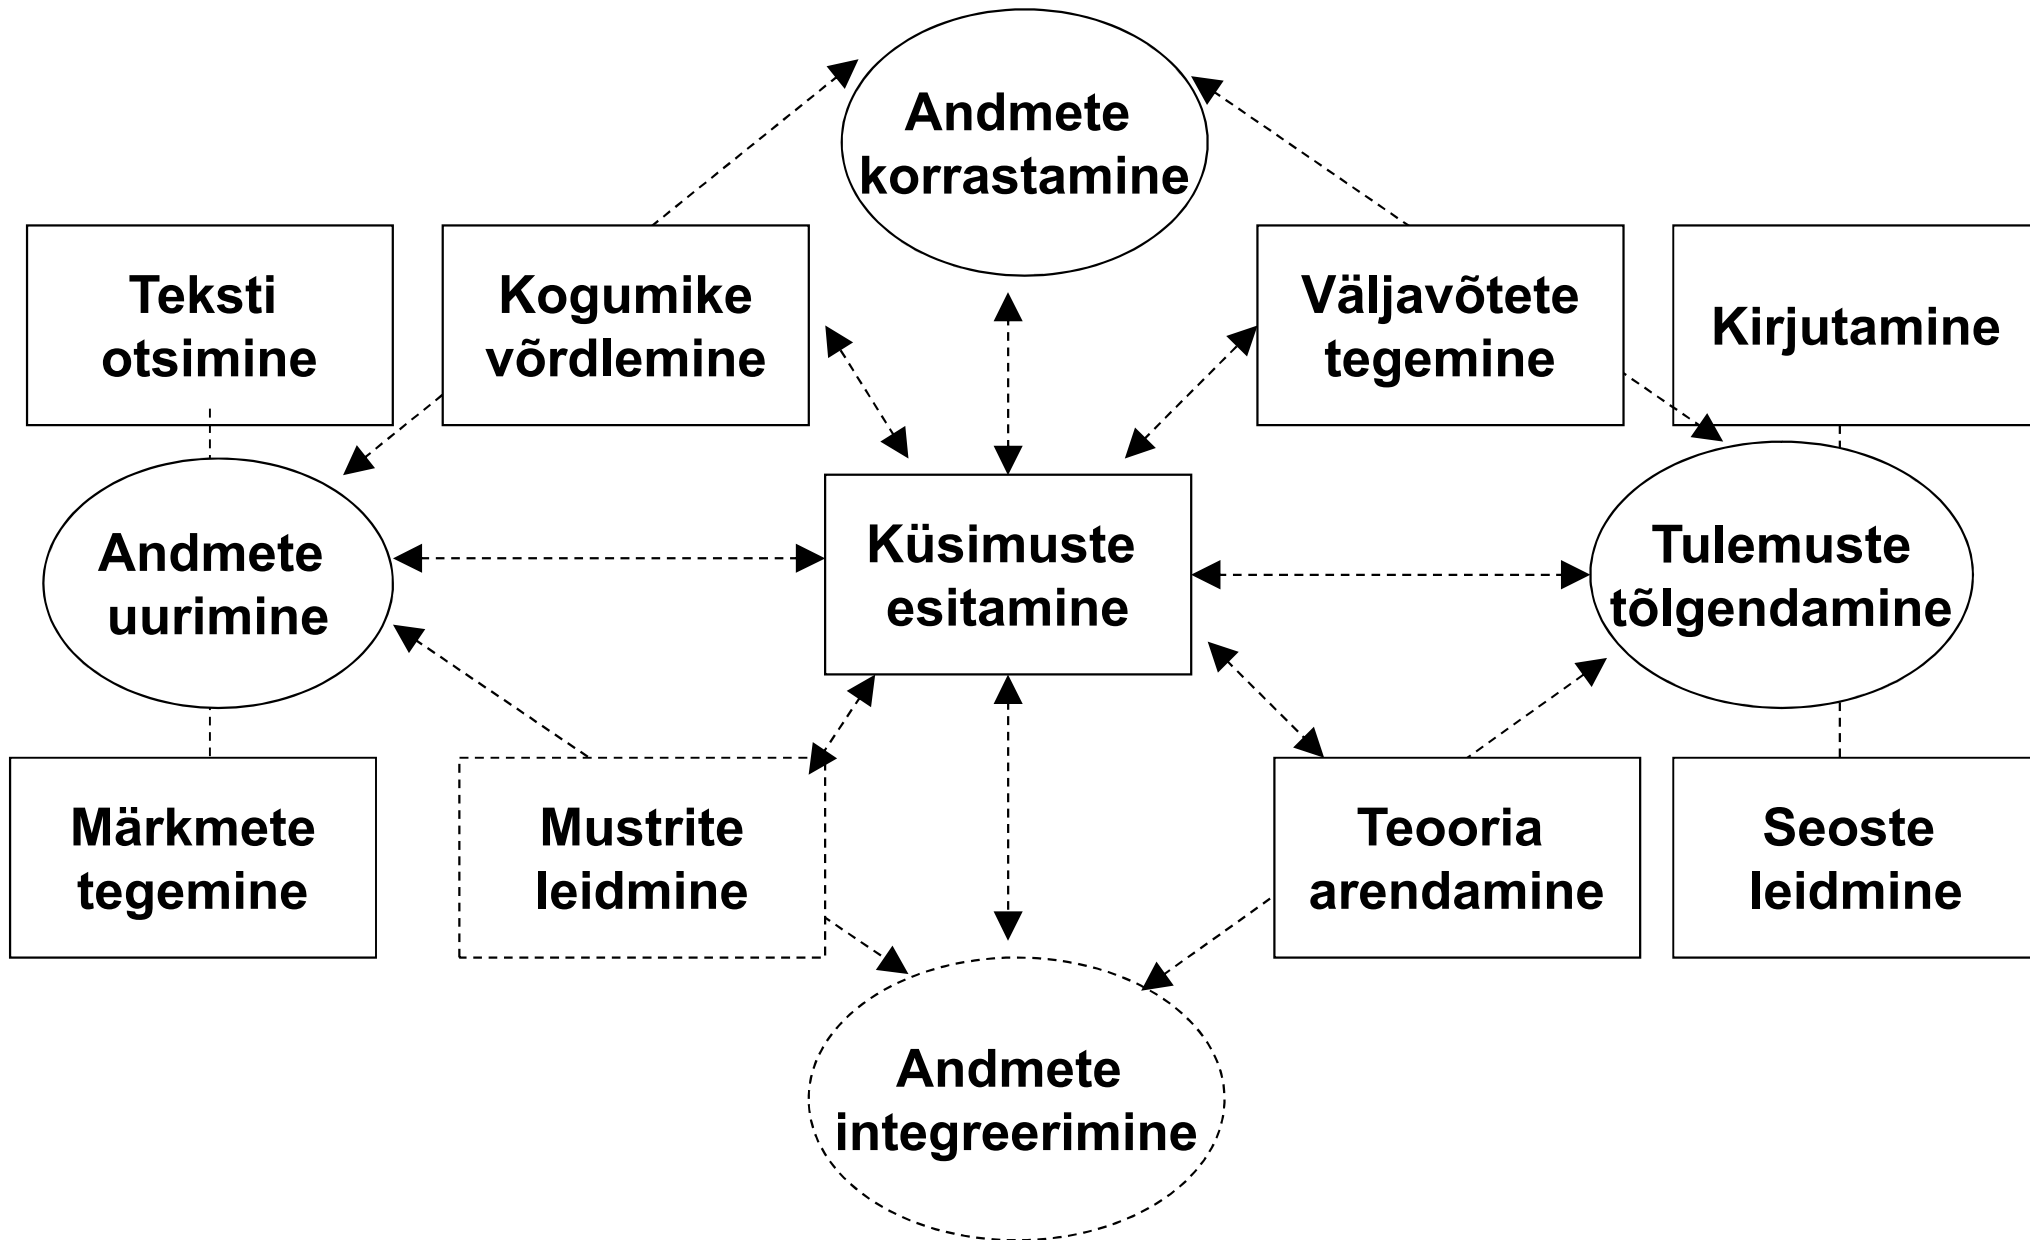 Andmete
korrastamine
Teksti
otsimine
Kogumike
võrdlemine
Väljavõtete
tegemine
Kirjutamine
Andmete
uurimine
Küsimuste
esitamine
Tulemuste
tõlgendamine
Märkmete
tegemine
Mustrite
leidmine
Teooria
arendamine
Seoste
leidmine
Andmete
integreerimine